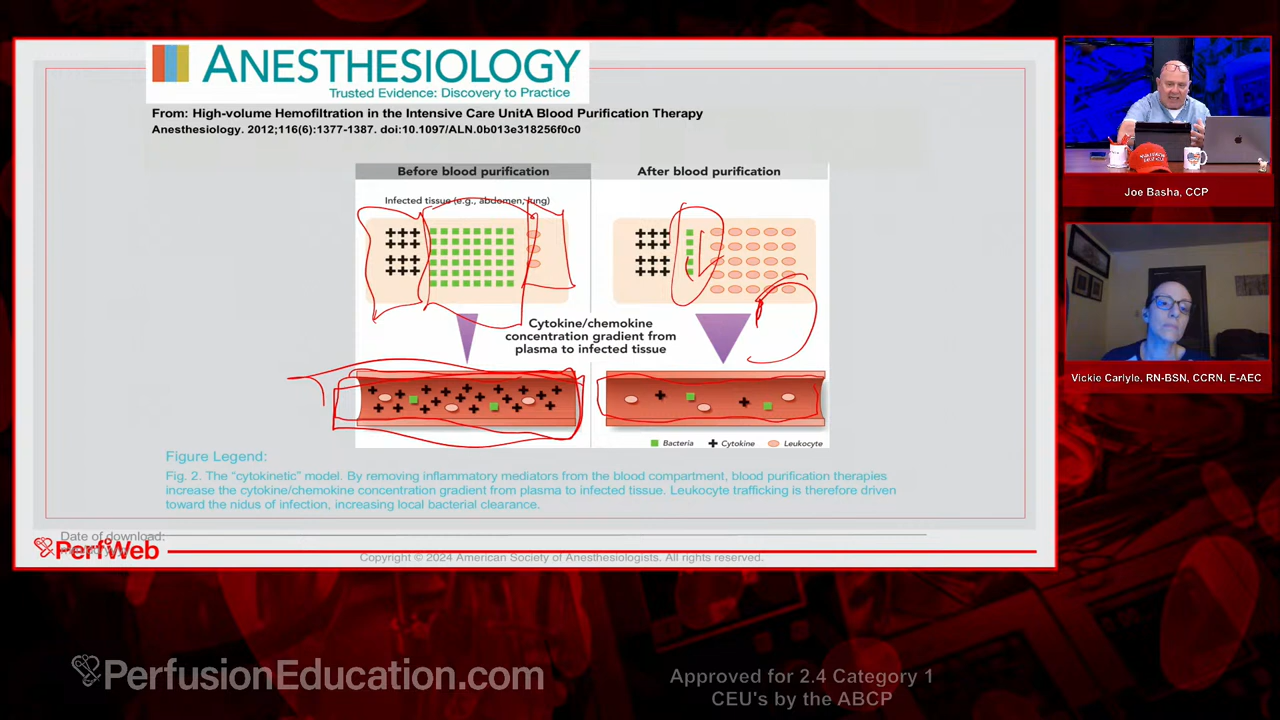 ANESTHESIOLOGY
Trusted Evidence: Discovery to Practice
From: High-volume Hemofiltration in the Intensive Care UnitA Blood Purification Therapy
Anesthesiology. 2012;116(6):1377-1387. doi:10.1097/ALN.0b013e318256f0c0
Before blood purification
After blood purification
Infected tissue (e.g., abdomen, lung)
Cytokine/chemokine
concentration gradient from
plasma to infected tissue
Bacteria
Cytokine
Leukocyte
Figure Legend:
Fig. 2. The “cytokinetic” model. By removing inflammatory mediators from the blood compartment, blood purification therapies
increase the cytokine/chemokine concentration gradient from plasma to infected tissue. Leukocyte trafficking is therefore driven
toward the nidus of infection, increasing local bacterial clearance.
Date of download:
PerfWeb
Copyright © 2024 American Society of Anesthesiologists. All rights reserved.
Joe Basha, CCP
Vickie Carlyle, RN-BSN, CCRN, E-AEC
PerfusionEducation.com
Approved for 2.4 Category 1
CEU's by the ABCP